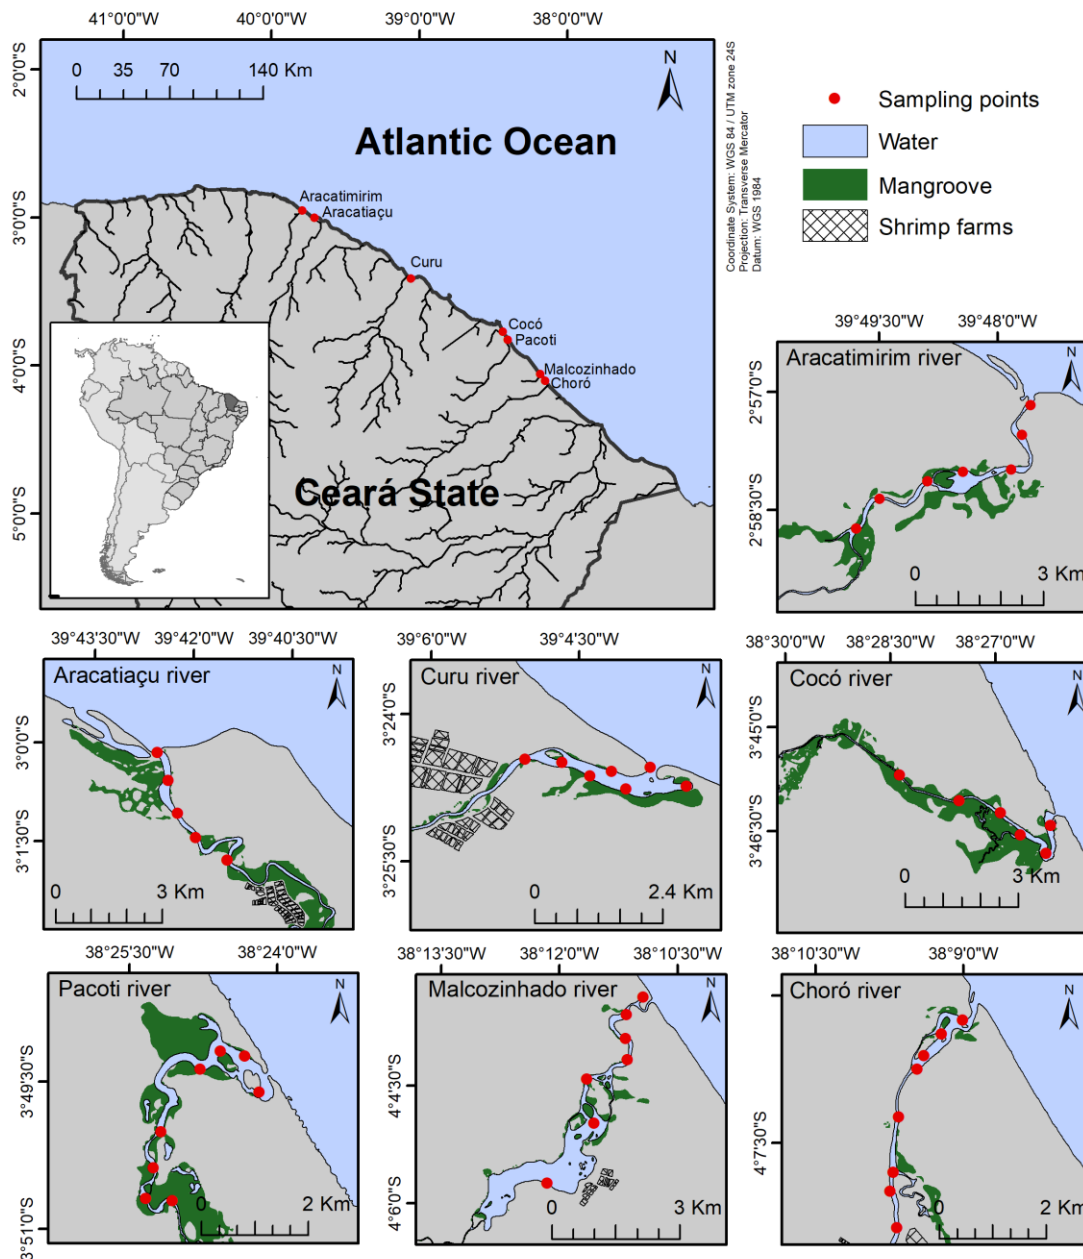 41°0'0"W
40°0'0"W
39°0'0"W
38°0'0"W
2°0'0"S
3°0'0"S
4°0'0"S
5°0'0"S
0 35 70 140 Km
N
Atlantic Ocean
Coordinate System: WGS 84 / UTM zone 24S
Projection: Transverse Mercator
Datum: WGS 1984
Aracatimirim
Aracatiaçu
Curu
Cocó
Pacoti
Malcozinhado
Choró
Ceará State
Sampling points
Water
Mangroove
Shrimp farms
39°49'30"W
39°48'0"W
Aracatimirim river
N
2°57'0"S
2°58'30"S
0 3 Km
39°43'30"W
39°42'0"W
39°40'30"W
Aracatiaçu river
N
3°0'0"S
3°1'30"S
0 3 Km
39°6'0"W
39°4'30"W
Curu river
N
3°24'0"S
3°25'30"S
0 2.4 Km
38°30'0"W
38°28'30"W
38°27'0"W
Cocó river
N
3°45'0"S
3°46'30"S
0 3 Km
38°25'30"W
38°24'0"W
Pacoti river
N
3°49'30"S
3°51'0"S
0 2 Km
38°13'30"W
38°12'0"W
38°10'30"W
Malcozinhado river
N
4°4'30"S
4°6'0"S
0 3 Km
38°10'30"W
38°9'0"W
Choró river
N
4°7'30"S
0 2 Km